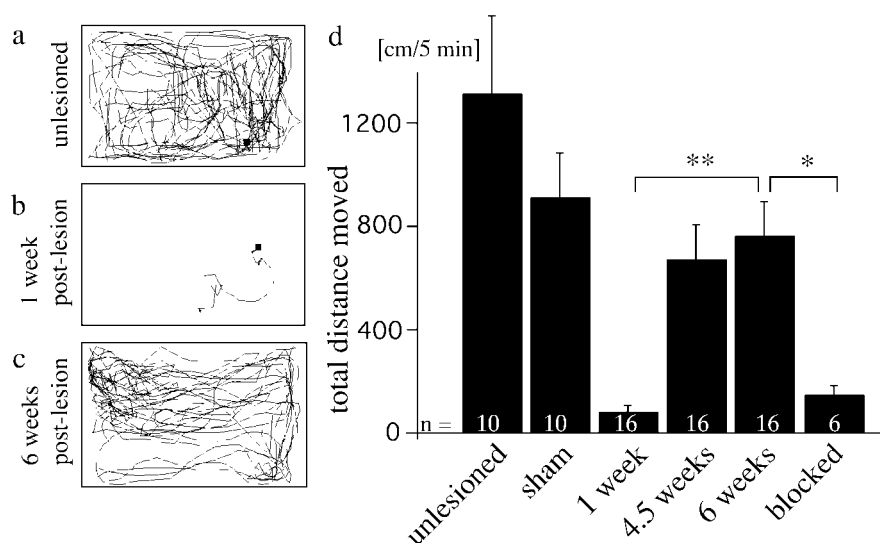 a
unlesioned
b
1 week
post-lesion
c
6 weeks
post-lesion
d
[cm/5 min]
total distance moved
1200
800
400
0
**
*
n =
10
10
16
16
16
6
unlesioned
sham
1 week
4.5 weeks
6 weeks
blocked